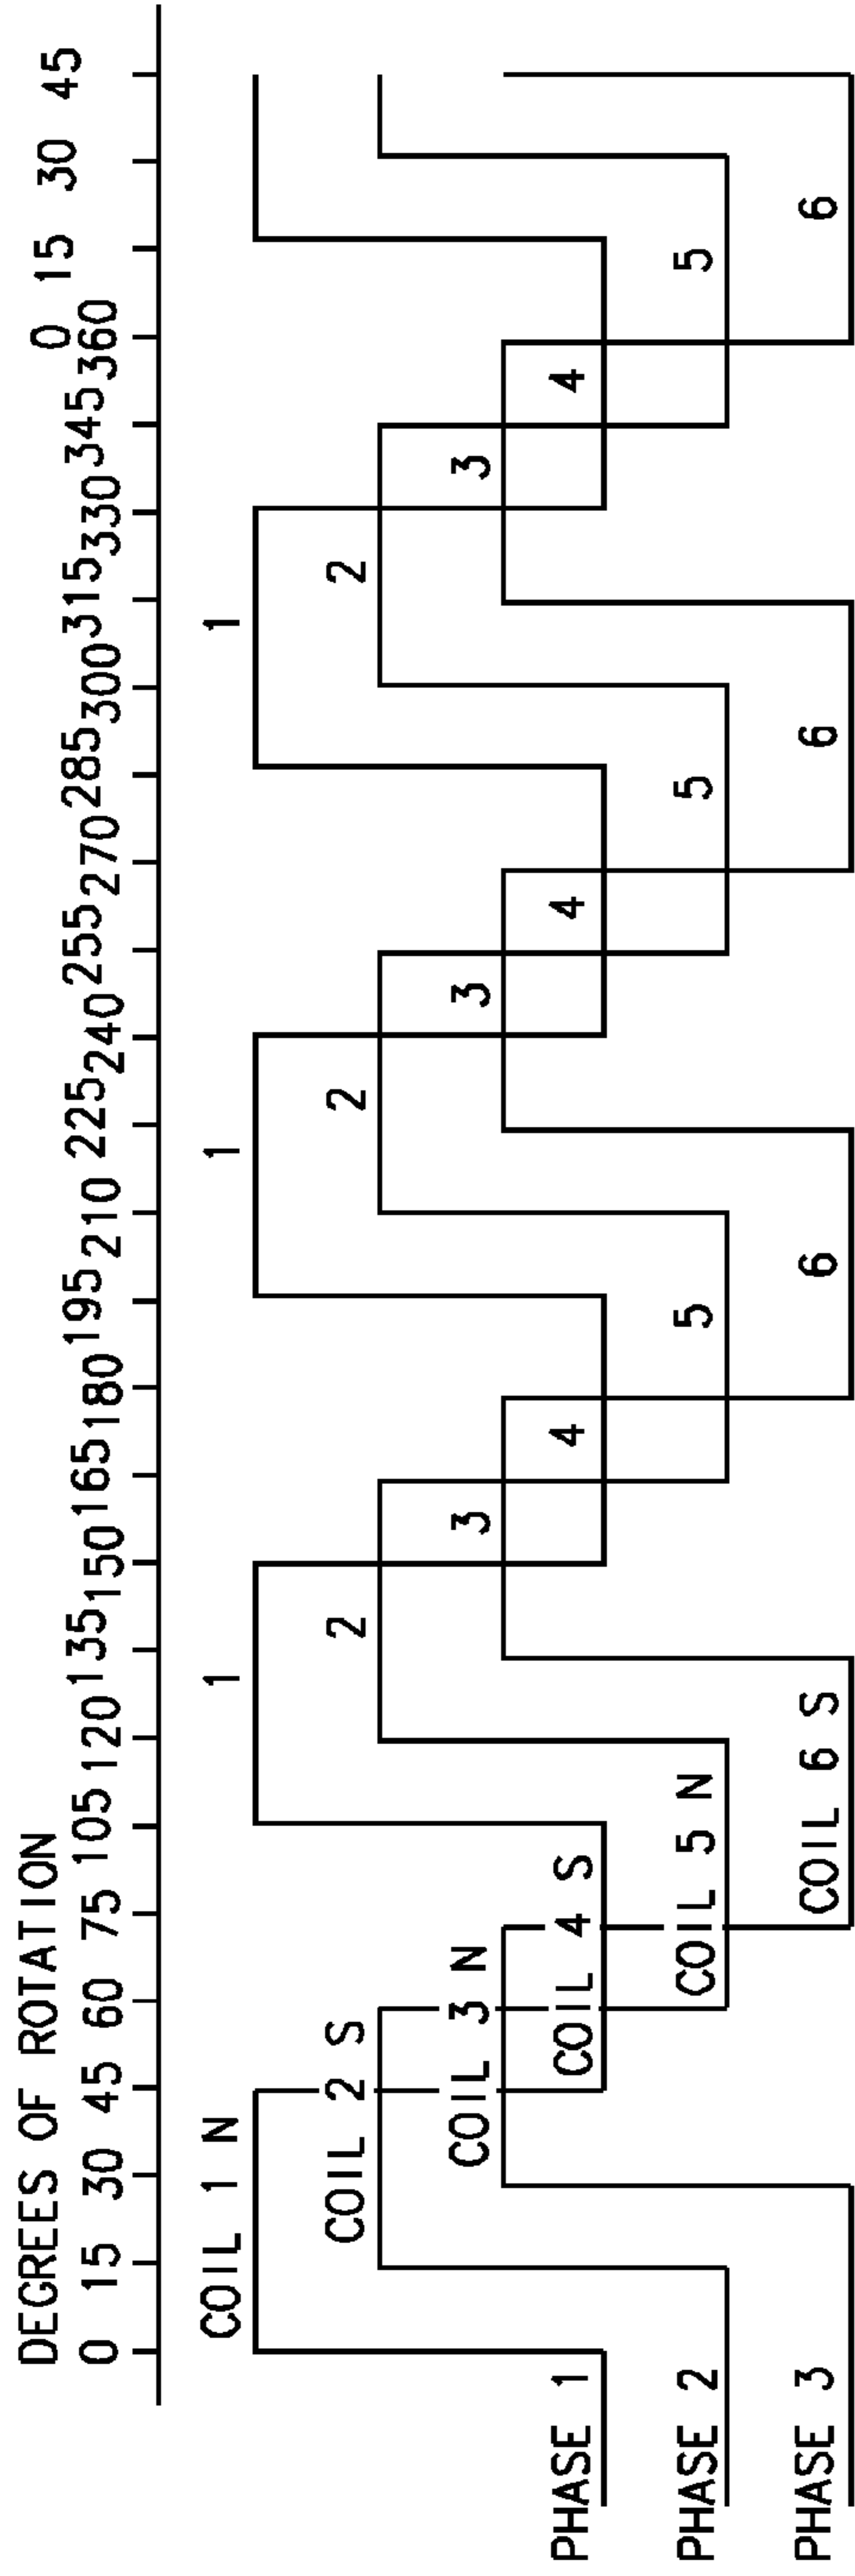 DEGREES OF ROTATION
0 15 30 45 60 75 105 120 135 150 165 180 195 210 225 240 255 270 285 300 315 330 345 360
0 15 30 45
COIL 1 N 1 1 1
COIL 2 S 2 2 2
COIL 3 N 3 3 3
PHASE 1 COIL 4 S 4 4 4
PHASE 2 COIL 5 N 5 5 5
PHASE 3 COIL 6 S 6 6 6